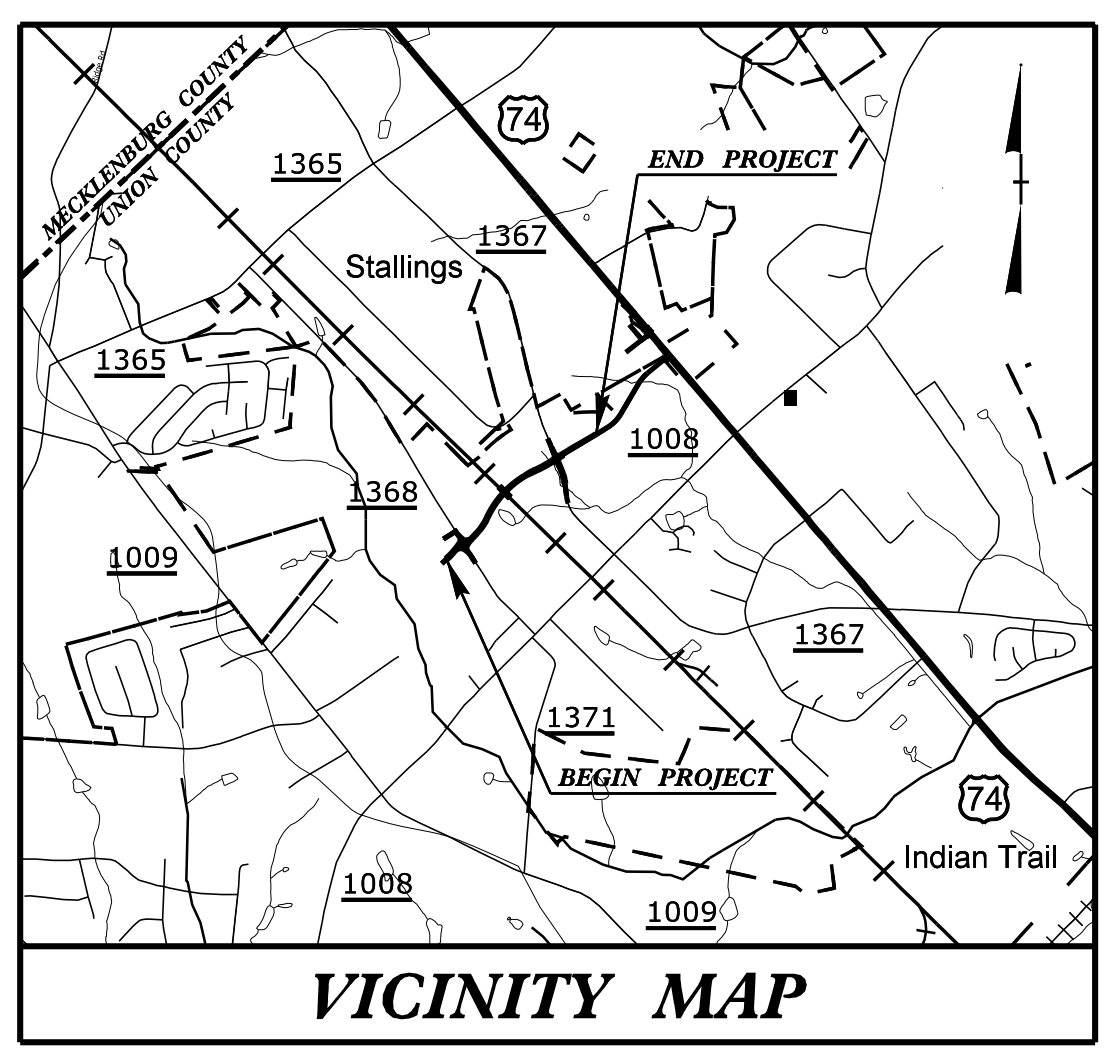 MECKLENBURG COUNTY
UNION COUNTY
74
1365
END PROJECT
1367
Stallings
1365
1008
1368
1009
1367
1371
BEGIN PROJECT
74
Indian Trail
1008
1009
VICINITY MAP